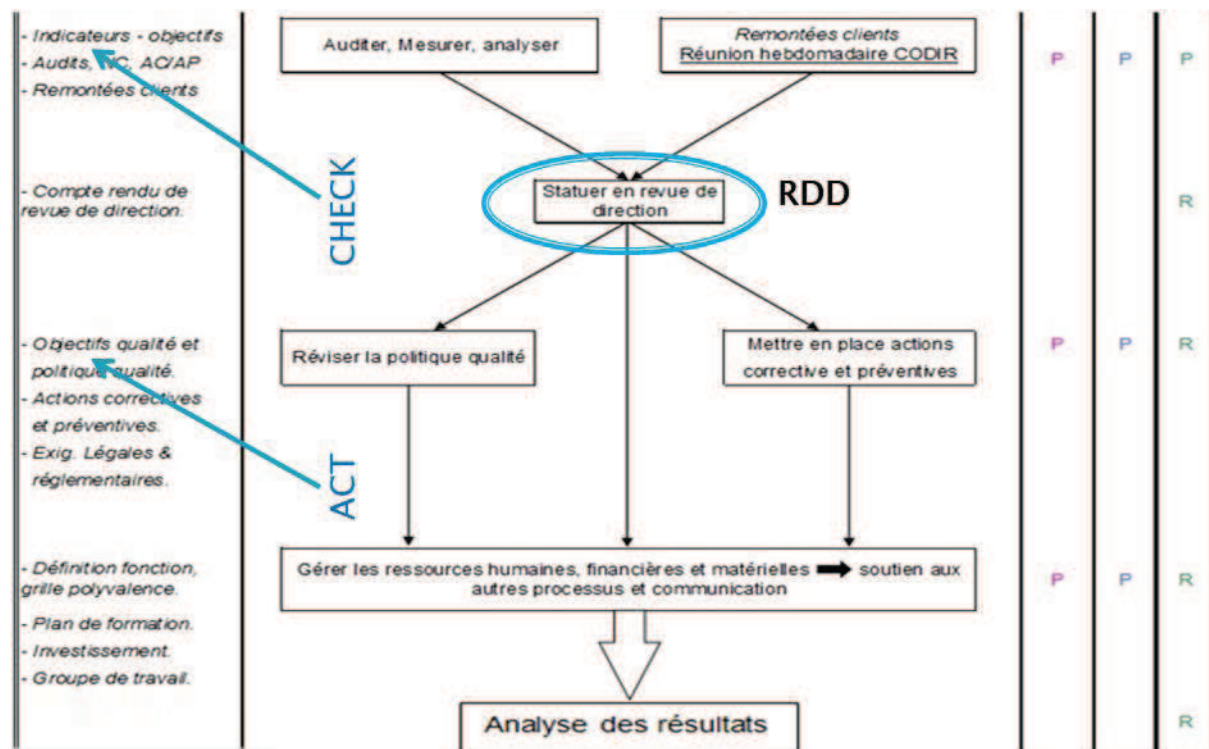 - Indicateurs - objectifs
- Audits, NC, AC/AP
- Remontées clients
Auditer, Mesurer, analyser
Remontées clients
Réunion hebdomadaire CODIR
P P P
CHECK
- Compte rendu de
revue de direction.
Statuer en revue de
direction
RDD
R
- Objectifs qualité et
politique qualité.
- Actions correctives
et préventives.
- Exig. Légales &
réglementaires.
Réviser la politique qualité
Mettre en place actions
corrective et préventives
P P R
ACT
- Définition fonction,
grille polyvalence.
- Plan de formation.
- Investissement.
- Groupe de travail.
Gérer les ressources humaines, financières et matérielles ➡ soutien aux
autres processus et communication
P P R
Analyse des résultats
R